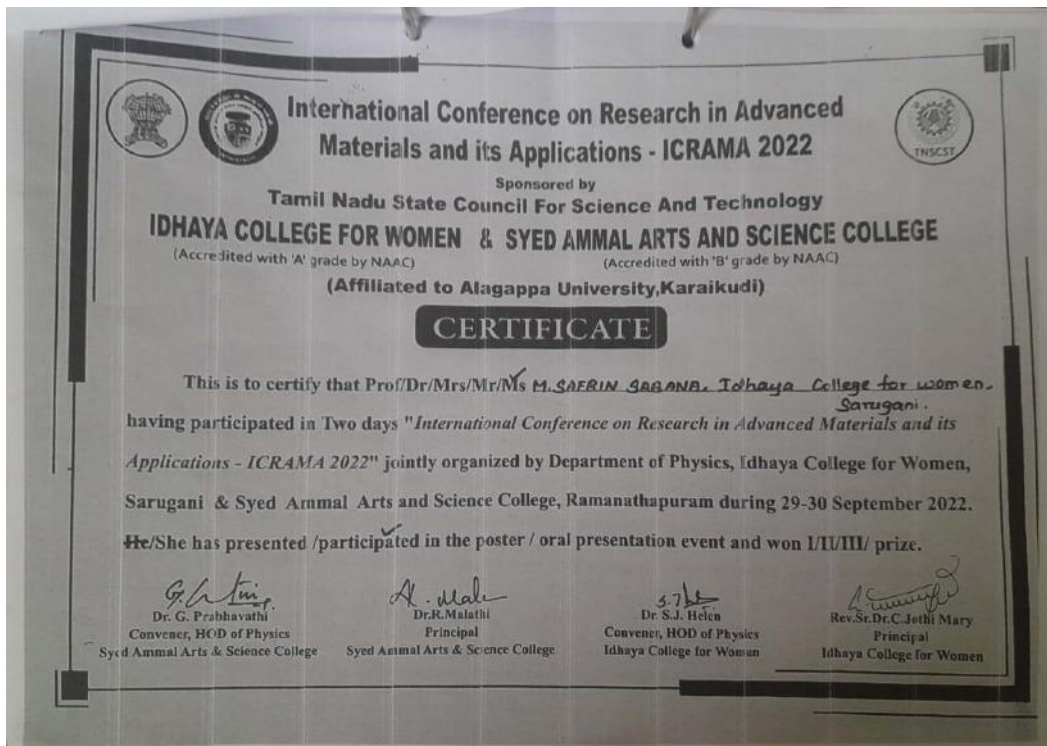 International Conference on Research in Advanced
Materials and its Applications - ICRAMA 2022
TNSCST
Sponsored by
Tamil Nadu State Council For Science And Technology
IDHAYA COLLEGE FOR WOMEN & SYED AMMAL ARTS AND SCIENCE COLLEGE
(Accredited with 'A' grade by NAAC) (Accredited with 'B' grade by NAAC)
(Affiliated to Alagappa University,Karaikudi)
CERTIFICATE
This is to certify that Prof/Dr/Mrs/Mr/Ms M. SAFRIN SABANA. Idhaya College for women.
Sarugani.
having participated in Two days "International Conference on Research in Advanced Materials and its
Applications - ICRAMA 2022" jointly organized by Department of Physics, Idhaya College for Women,
Sarugani & Syed Ammal Arts and Science College, Ramanathapuram during 29-30 September 2022.
He/She has presented /participated in the poster / oral presentation event and won I/II/III/ prize.
Dr. G. Prabhavathi Dr.R.Malathi Dr. S.J. Helen Rev.Sr.Dr.C.Jothi Mary
Convener, HOD of Physics Principal Convener, HOD of Physics Principal
Syed Ammal Arts & Science College Syed Ammal Arts & Science College Idhaya College for Women Idhaya College for Women